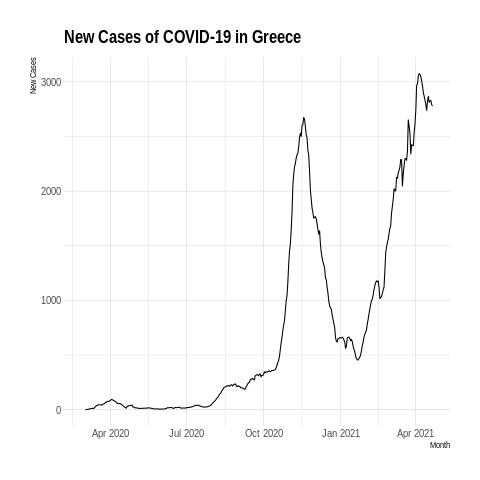 New Cases of COVID-19 in Greece
New Cases
3000
2000
1000
0
Apr 2020
Jul 2020
Oct 2020
Jan 2021
Apr 2021
Month